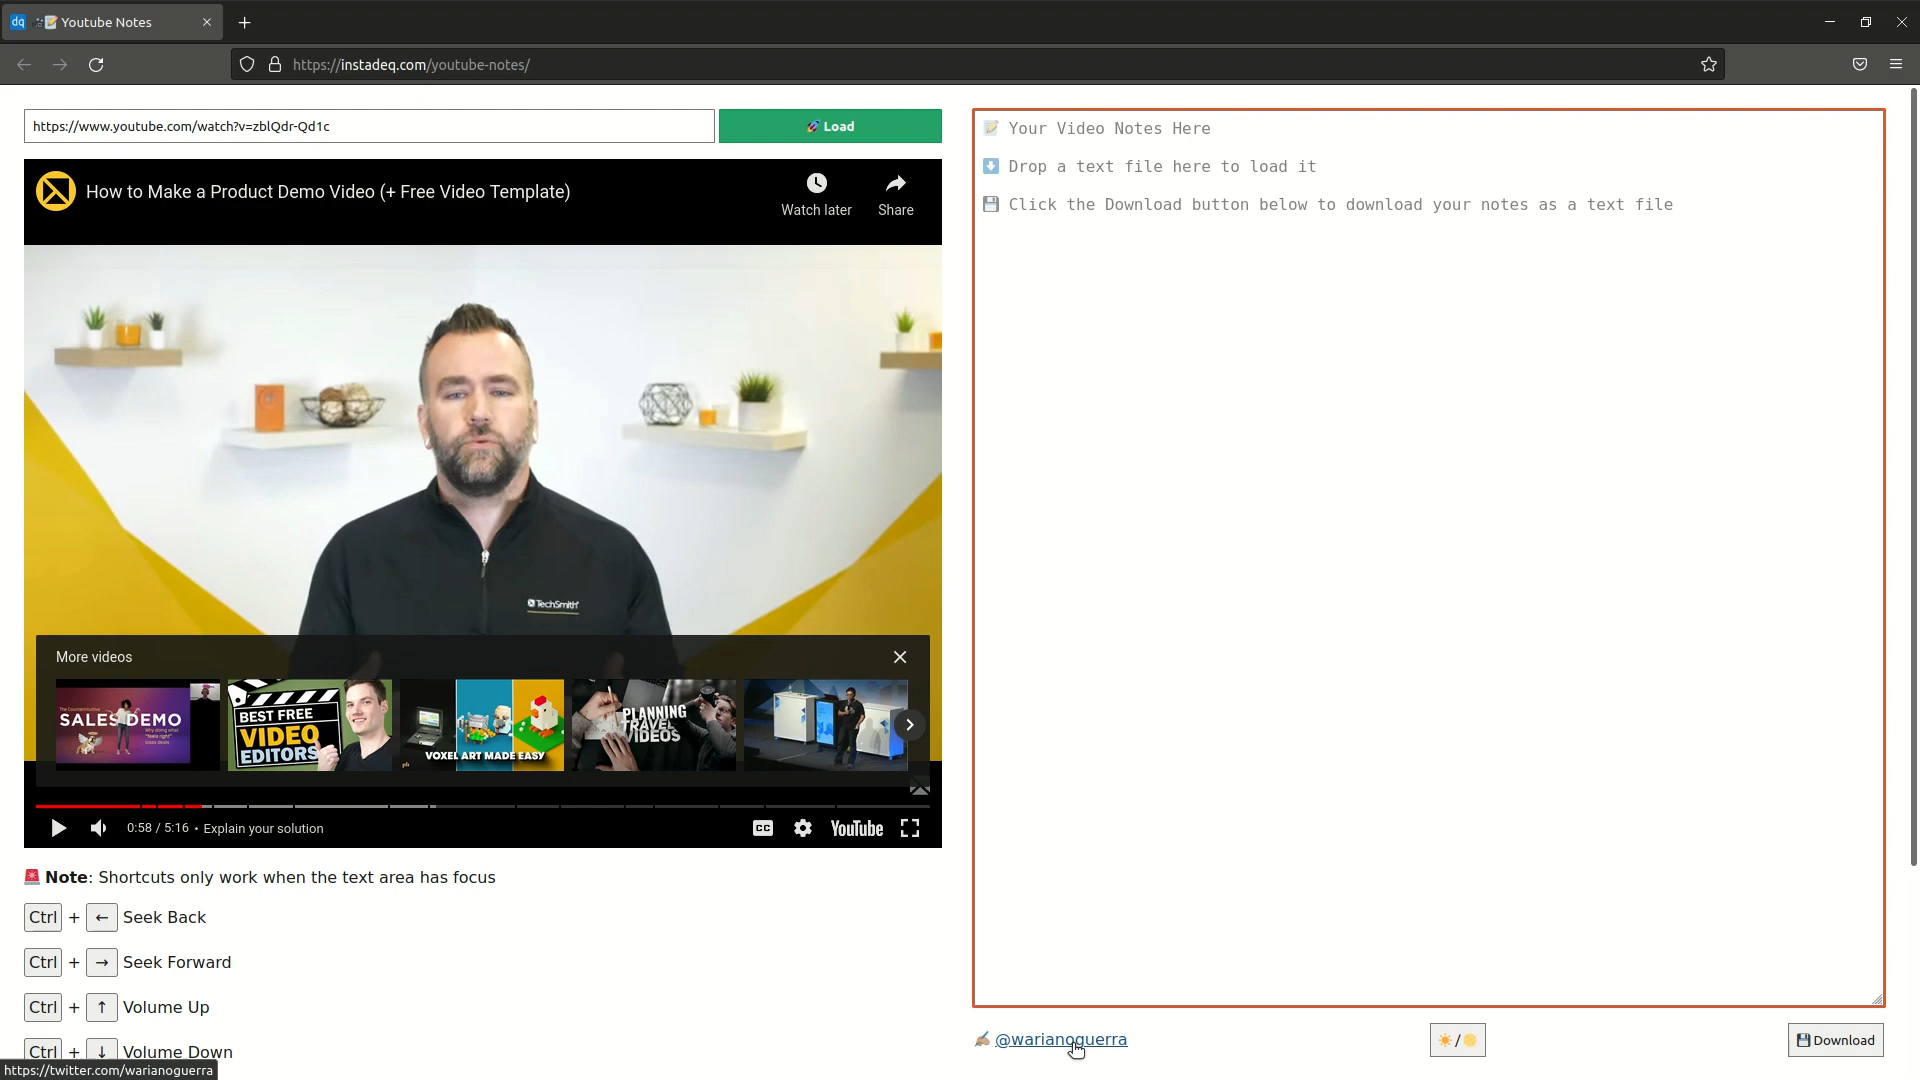 dq Youtube Notes
https://instadeq.com/youtube-notes/
https://www.youtube.com/watch?v=zblQdr-Qd1c
Load
How to Make a Product Demo Video (+ Free Video Template)
Watch later
Share
TechSmith
More videos
SALES DEMO
BEST FREE
VIDEO
EDITORS
VOXEL ART MADE EASY
PLANNING
TRAVEL
VIDEOS
0:58 / 5:16 • Explain your solution
CC
YouTube
Note: Shortcuts only work when the text area has focus
Ctrl + ← Seek Back
Ctrl + → Seek Forward
Ctrl + ↑ Volume Up
Ctrl + ↓ Volume Down
https://twitter.com/warianoguerra
Your Video Notes Here
Drop a text file here to load it
Click the Download button below to download your notes as a text file
@warianoguerra
/
Download